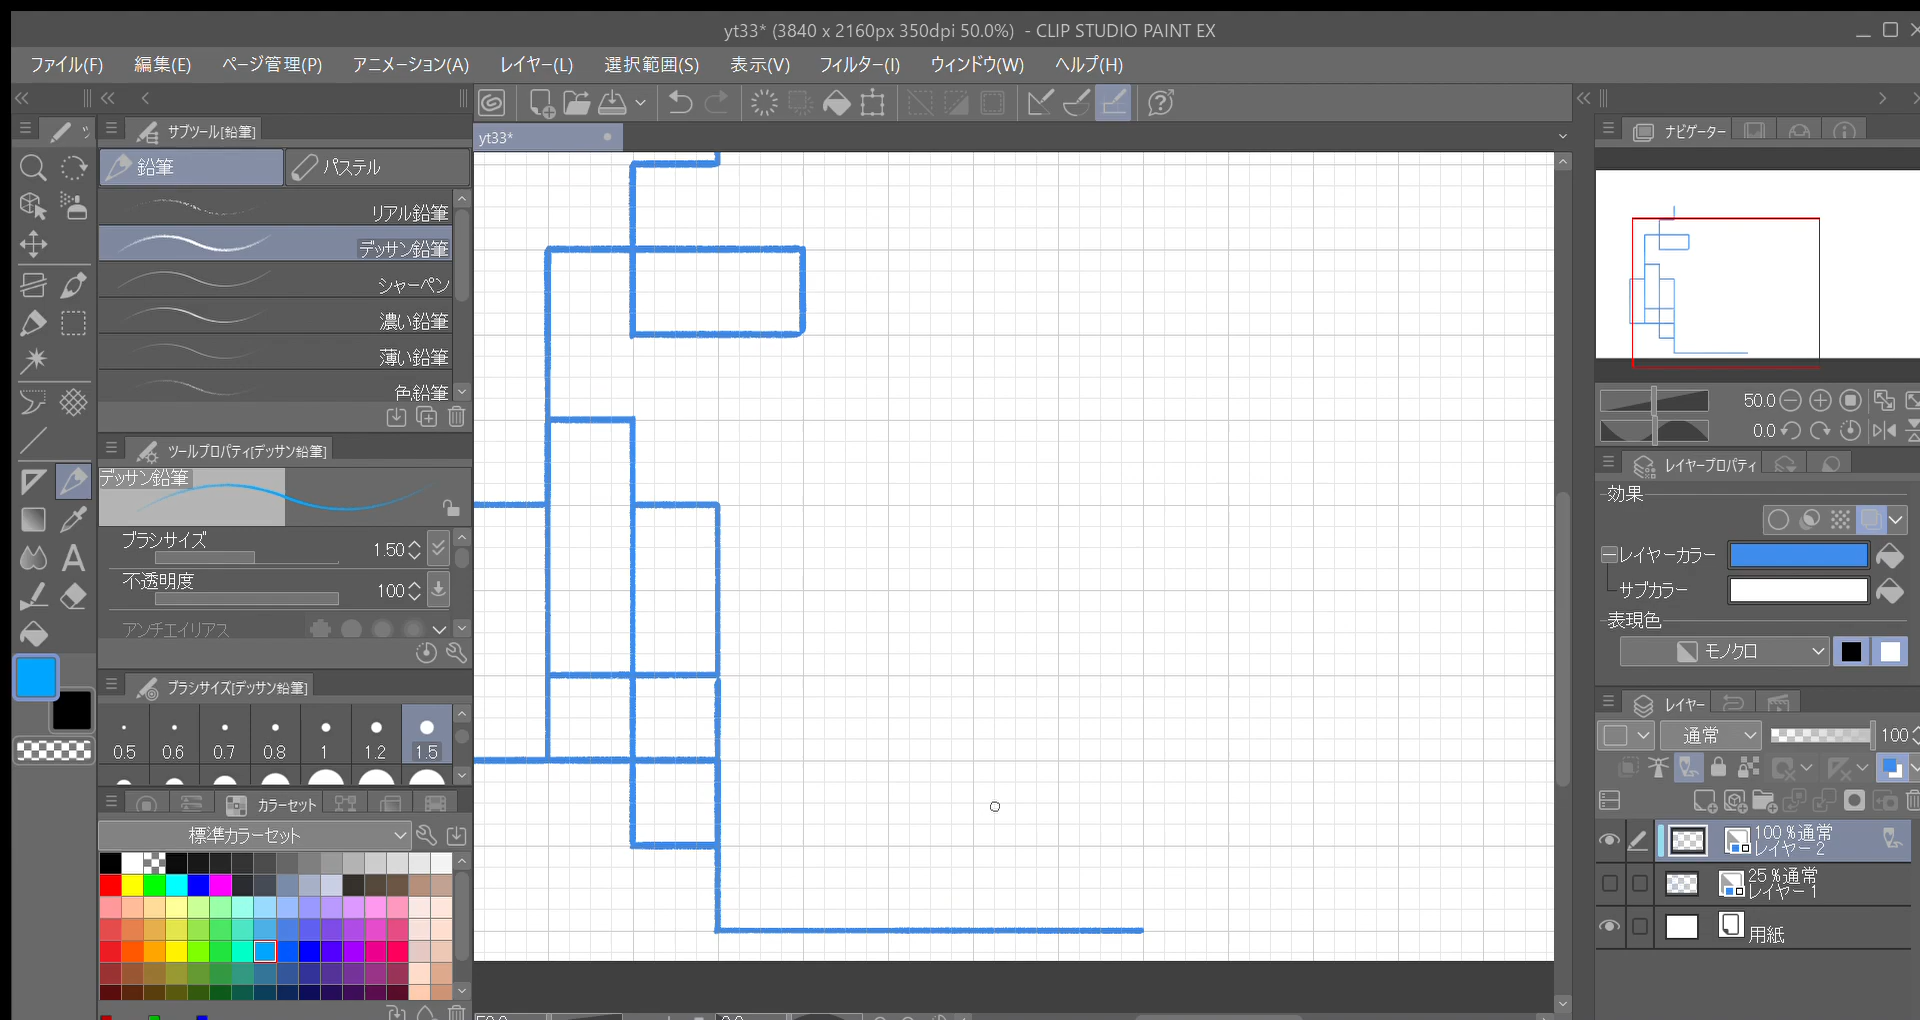 yt33* (3840 x 2160px 350dpi 50.0%) - CLIP STUDIO PAINT EX
ファイル(F) 編集(E) ページ管理(P) アニメーション(A) レイヤー(L) 選択範囲(S) 表示(V) フィルター(I) ウィンドウ(W) ヘルプ(H)
サブツール[鉛筆]
鉛筆 パステル
リアル鉛筆
デッサン鉛筆
シャーペン
濃い鉛筆
薄い鉛筆
色鉛筆
ツールプロパティ[デッサン鉛筆]
デッサン鉛筆
ブラシサイズ 1.50
不透明度 100
アンチエイリアス
ブラシサイズ[デッサン鉛筆]
0.5 0.6 0.7 0.8 1 1.2 1.5
カラーセット
標準カラーセット
yt33*
ナビゲーター
50.0
0.0
レイヤープロパティ
効果
レイヤーカラー
サブカラー
表現色
モノクロ
レイヤー
通常 100
100 %通常
レイヤー 2
25 %通常
レイヤー 1
用紙